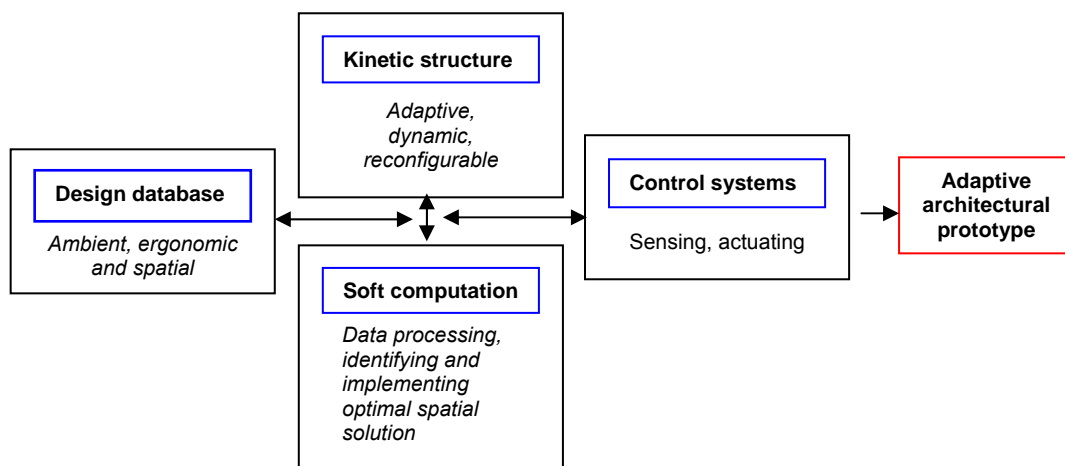 Kinetic structure
Adaptive,
dynamic,
reconfigurable
Design database
Ambient, ergonomic
and spatial
Control systems
Sensing, actuating
Adaptive
architectural
prototype
Soft computation
Data processing,
identifying and
implementing
optimal spatial
solution